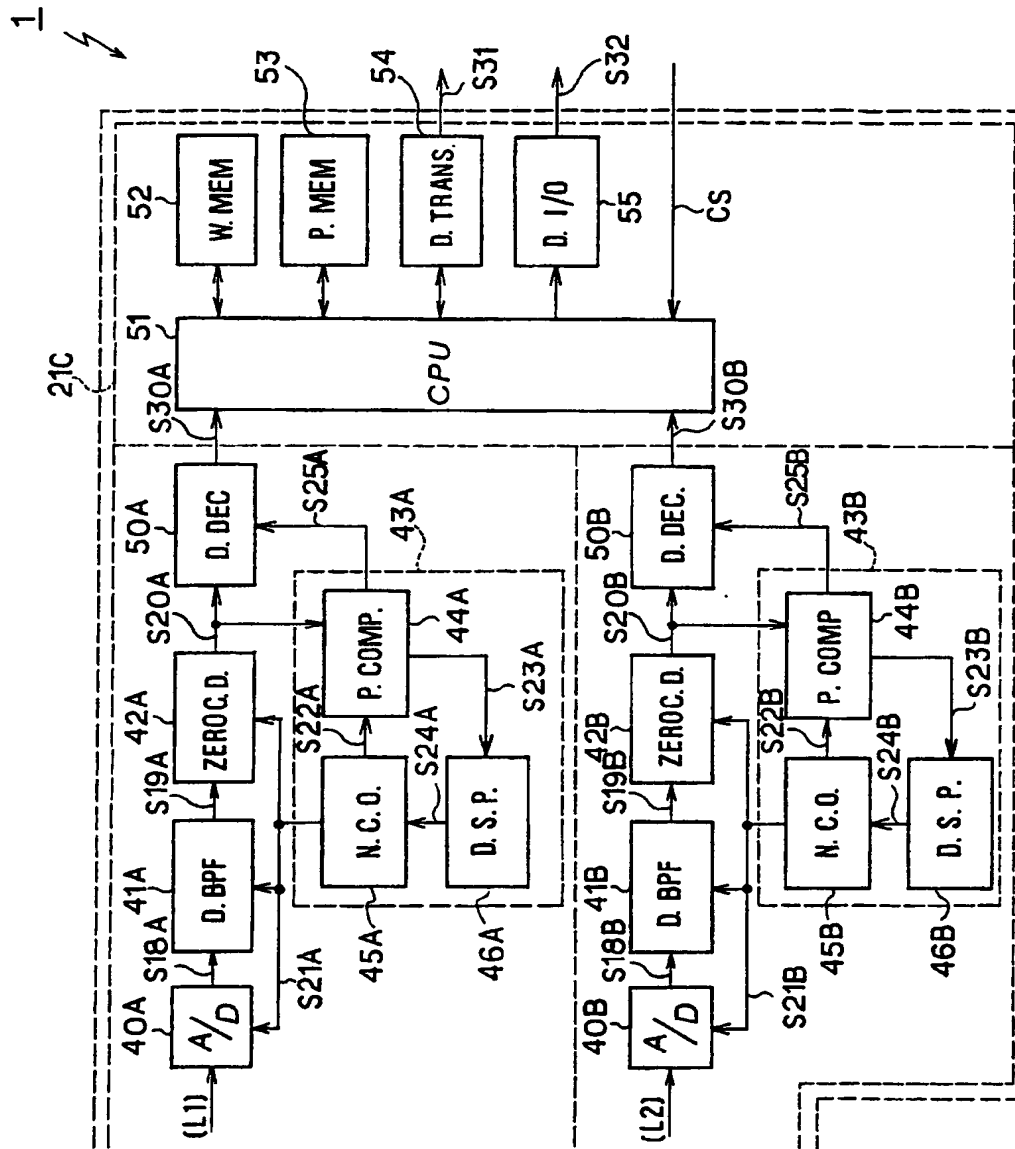 1
21C
40A
S18A
41A
S19A
42A
S20A
50A
S30A
51
52
W. MEM
(L1)
A/D
D. BPF
ZERO C. D.
D. DEC
53
P. MEM
S21A
S22A
S25A
43A
CPU
54
D. TRANS.
S31
45A
N. C. O.
P. COMP.
44A
S24A
S23A
46A
D. S. P.
D. I/O
55
S32
CS
40B
S18B
41B
S19B
42B
S20B
50B
S30B
(L2)
A/D
D. BPF
ZERO C. D.
D. DEC.
S21B
S22B
S25B
43B
45B
N. C. O.
P. COMP
44B
S24B
S23B
46B
D. S. P.